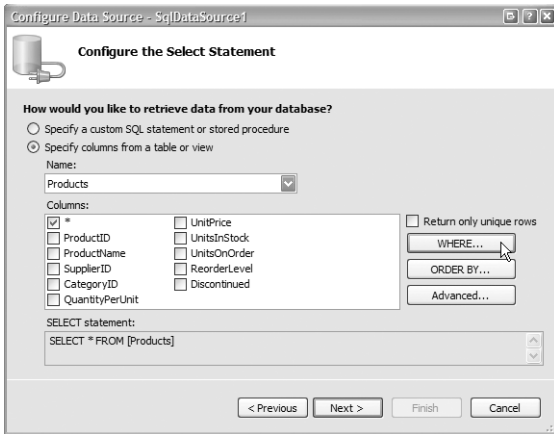 Configure Data Source - SqlDataSource1
Configure the Select Statement
How would you like to retrieve data from your database?
Specify a custom SQL statement or stored procedure
Specify columns from a table or view
Name:
Products
Columns:
*
ProductID
ProductName
SupplierID
CategoryID
QuantityPerUnit
UnitPrice
UnitsInStock
UnitsOnOrder
ReorderLevel
Discontinued
Return only unique rows
WHERE...
ORDER BY...
Advanced...
SELECT statement:
SELECT * FROM [Products]
< Previous
Next >
Finish
Cancel